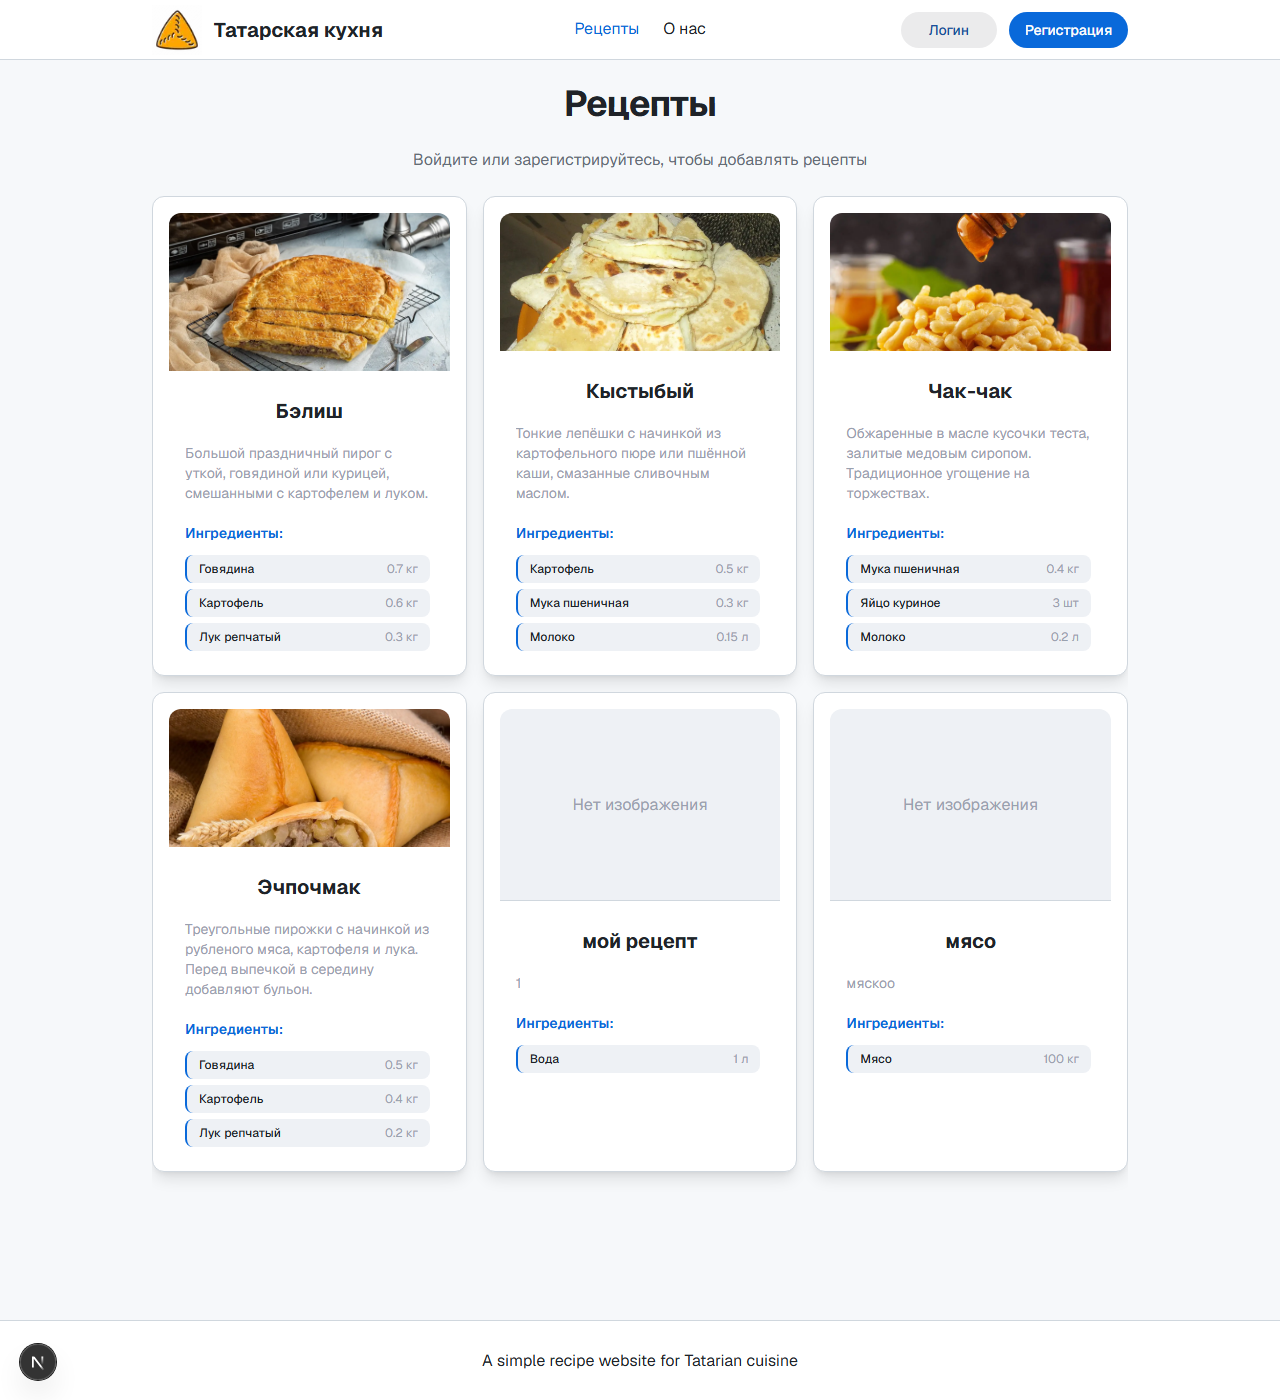 Татарская кухня
Рецепты
О нас
Логин
Регистрация
Рецепты
Войдите или зарегистрируйтесь, чтобы добавлять рецепты
Бэлиш
Большой праздничный пирог с
уткой, говядиной или курицей,
смешанными с картофелем и луком.
Ингредиенты:
Говядина 0.7 кг
Картофель 0.6 кг
Лук репчатый 0.3 кг
Кыстыбый
Тонкие лепёшки с начинкой из
картофельного пюре или пшённой
каши, смазанные сливочным
маслом.
Ингредиенты:
Картофель 0.5 кг
Мука пшеничная 0.3 кг
Молоко 0.15 л
Чак-чак
Обжаренные в масле кусочки теста,
залитые медовым сиропом.
Традиционное угощение на
торжествах.
Ингредиенты:
Мука пшеничная 0.4 кг
Яйцо куриное 3 шт
Молоко 0.2 л
Эчпочмак
Треугольные пирожки с начинкой из
рубленого мяса, картофеля и лука.
Перед выпечкой в середину
добавляют бульон.
Ингредиенты:
Говядина 0.5 кг
Картофель 0.4 кг
Лук репчатый 0.2 кг
Нет изображения
мой рецепт
1
Ингредиенты:
Вода 1 л
Нет изображения
мясо
мяскоо
Ингредиенты:
Мясо 100 кг
N
A simple recipe website for Tatarian cuisine